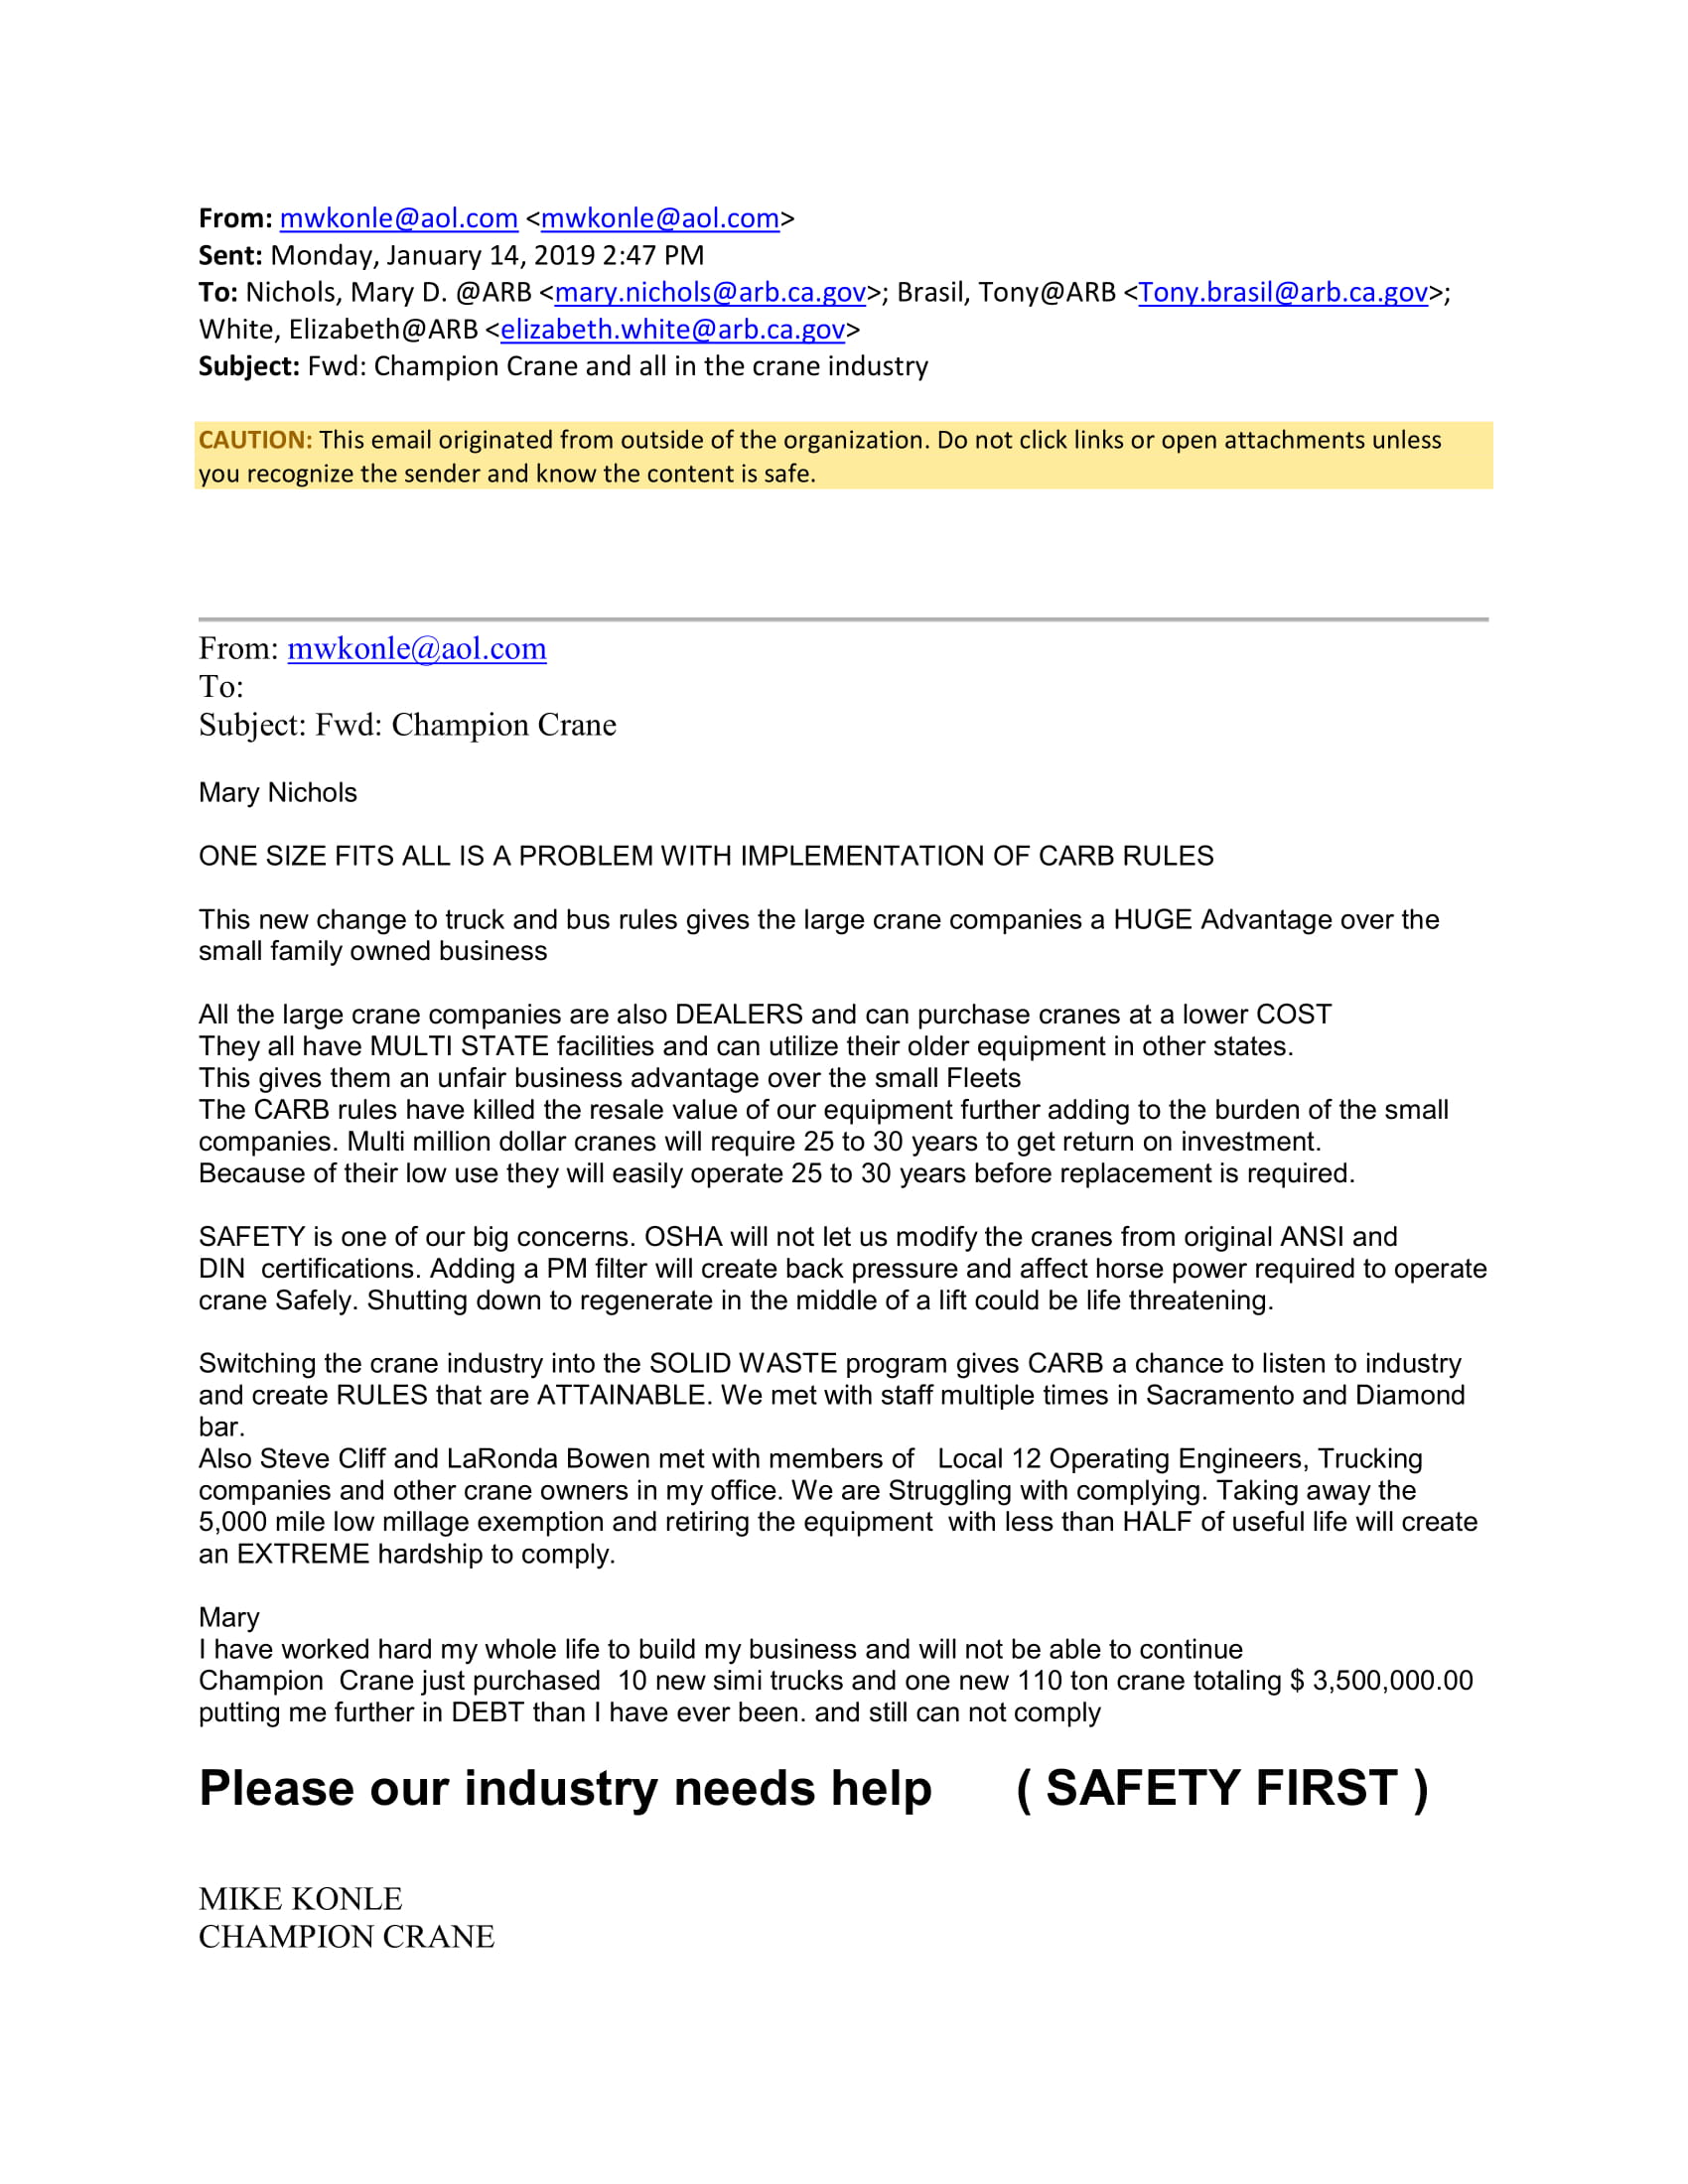 From: mwkonle@aol.com <mwkonle@aol.com>
Sent: Monday, January 14, 2019 2:47 PM
To: Nichols, Mary D. @ARB <mary.nichols@arb.ca.gov>; Brasil, Tony@ARB <Tony.brasil@arb.ca.gov>;
White, Elizabeth@ARB <elizabeth.white@arb.ca.gov>
Subject: Fwd: Champion Crane and all in the crane industry
CAUTION: This email originated from outside of the organization. Do not click links or open attachments unless
you recognize the sender and know the content is safe.
From: mwkonle@aol.com
To:
Subject: Fwd: Champion Crane
Mary Nichols
ONE SIZE FITS ALL IS A PROBLEM WITH IMPLEMENTATION OF CARB RULES
This new change to truck and bus rules gives the large crane companies a HUGE Advantage over the
small family owned business
All the large crane companies are also DEALERS and can purchase cranes at a lower COST
They all have MULTI STATE facilities and can utilize their older equipment in other states.
This gives them an unfair business advantage over the small Fleets
The CARB rules have killed the resale value of our equipment further adding to the burden of the small
companies. Multi million dollar cranes will require 25 to 30 years to get return on investment.
Because of their low use they will easily operate 25 to 30 years before replacement is required.
SAFETY is one of our big concerns. OSHA will not let us modify the cranes from original ANSI and
DIN  certifications. Adding a PM filter will create back pressure and affect horse power required to operate
crane Safely. Shutting down to regenerate in the middle of a lift could be life threatening.
Switching the crane industry into the SOLID WASTE program gives CARB a chance to listen to industry
and create RULES that are ATTAINABLE. We met with staff multiple times in Sacramento and Diamond
bar.
Also Steve Cliff and LaRonda Bowen met with members of   Local 12 Operating Engineers, Trucking
companies and other crane owners in my office. We are Struggling with complying. Taking away the
5,000 mile low millage exemption and retiring the equipment  with less than HALF of useful life will create
an EXTREME hardship to comply.
Mary
I have worked hard my whole life to build my business and will not be able to continue
Champion  Crane just purchased  10 new simi trucks and one new 110 ton crane totaling $ 3,500,000.00
putting me further in DEBT than I have ever been. and still can not comply
Please our industry needs help     ( SAFETY FIRST )
MIKE KONLE
CHAMPION CRANE